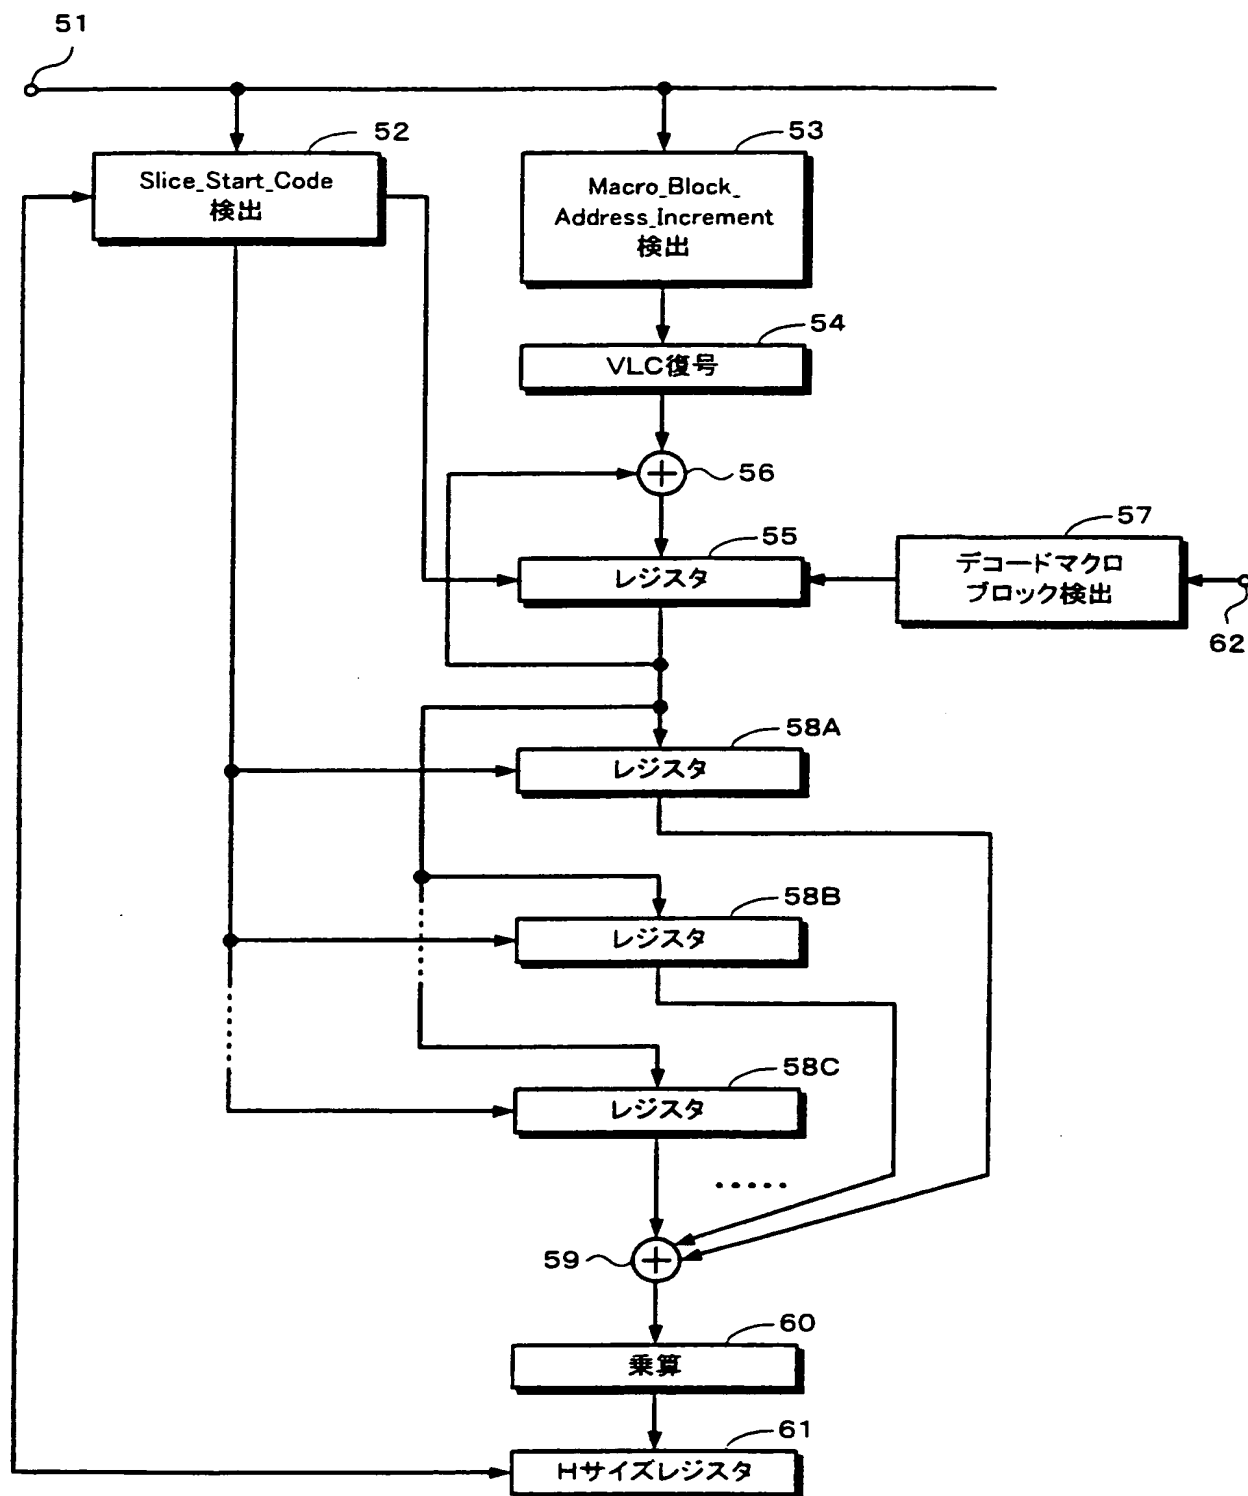 51
52
53
Slice_Start_Code
検出
Macro_Block_
Address_Increment
検出
54
VLC復号
56
57
55
レジスタ
デコードマクロ
ブロック検出
62
58A
レジスタ
58B
レジスタ
58C
レジスタ
59
60
乗算
61
Hサイズレジスタ